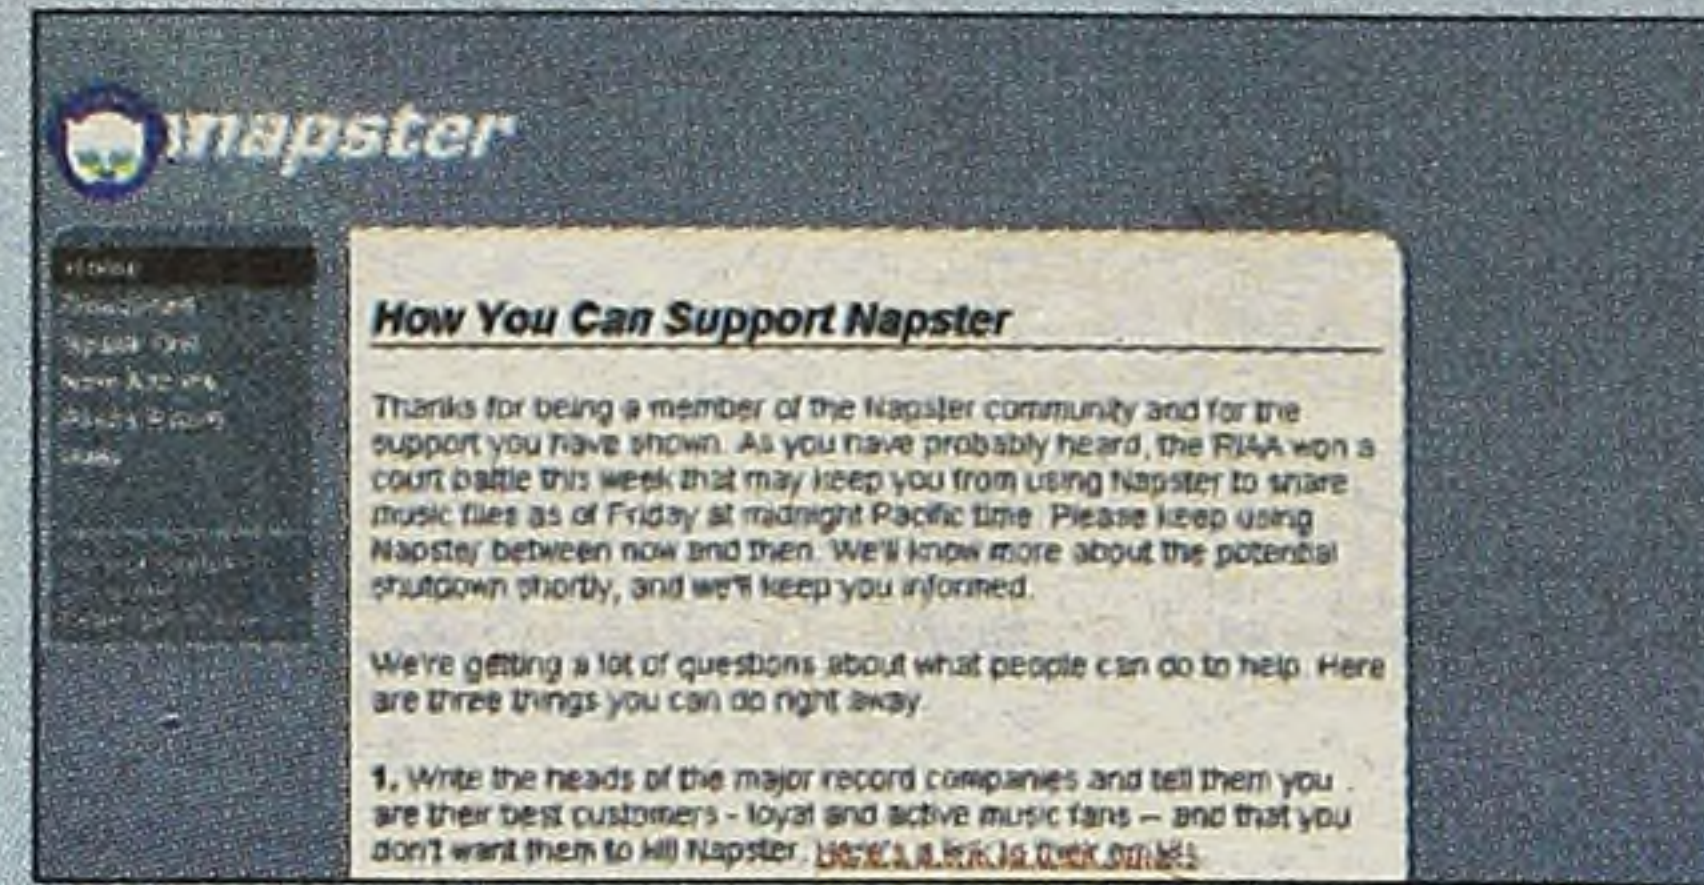 napster
Home
How You Can Support Napster
Thanks for being a member of the Napster community and for the
support you have shown. As you have probably heard, the RIAA won a
court battle this week that may keep you from using Napster to share
music files as of Friday at midnight Pacific time. Please keep using
Napster between now and then. We'll know more about the potential
shutdown shortly, and we'll keep you informed.
We're getting a lot of questions about what people can do to help. Here
are three things you can do right away.
1. Write the heads of the major record companies and tell them you
are their best customers - loyal and active music fans -- and that you
don't want them to kill Napster. Here's a link to their